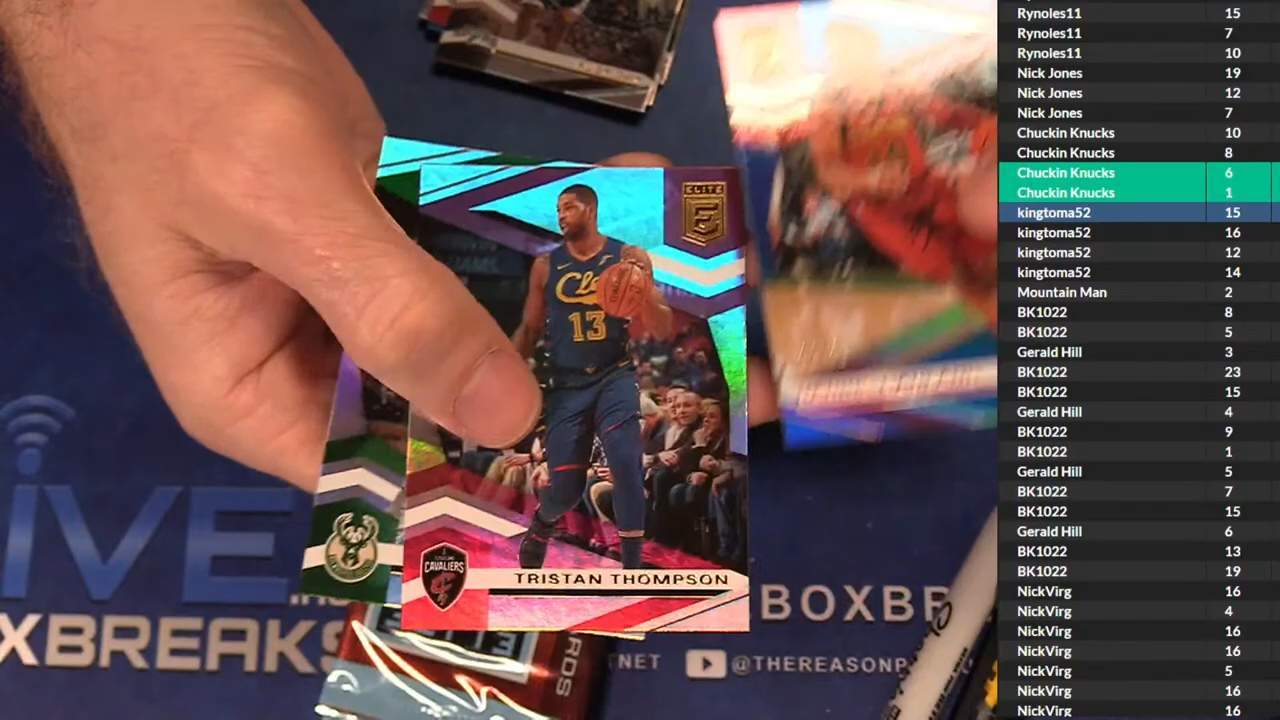 ELITE
E
Cle
13
CAVALIERS
TRISTAN THOMPSON
BOXBR
XBREAKS
NET
@THEREASONP
Rynoles11 15
Rynoles11 7
Rynoles11 10
Nick Jones 19
Nick Jones 12
Nick Jones 7
Chuckin Knucks 10
Chuckin Knucks 8
Chuckin Knucks 6
Chuckin Knucks 1
kingtoma52 15
kingtoma52 16
kingtoma52 12
kingtoma52 14
Mountain Man 2
BK1022 8
BK1022 5
Gerald Hill 3
BK1022 23
BK1022 15
Gerald Hill 4
BK1022 9
BK1022 1
Gerald Hill 5
BK1022 7
BK1022 15
Gerald Hill 6
BK1022 13
BK1022 19
NickVirg 16
NickVirg 4
NickVirg 16
NickVirg 16
NickVirg 5
NickVirg 16
NickVirg 16